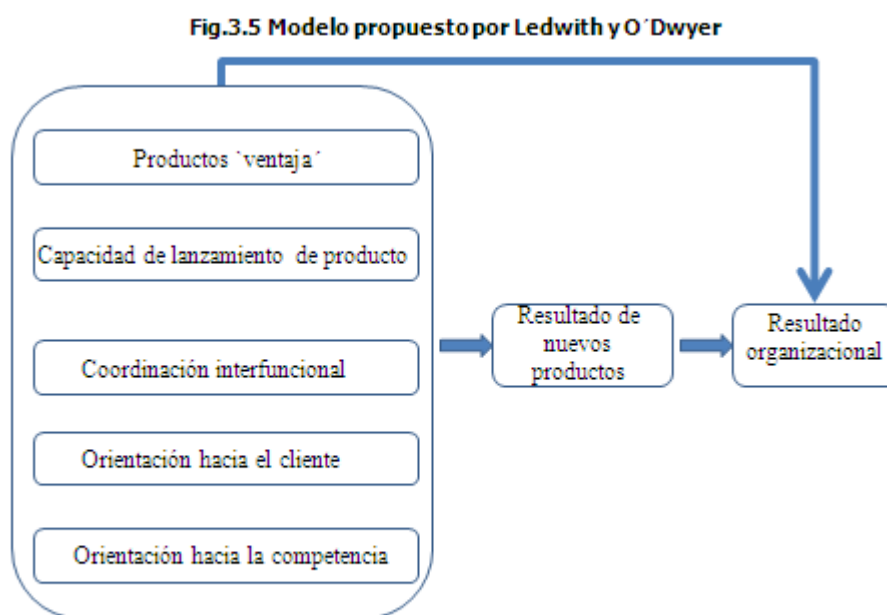 Fig.3.5 Modelo propuesto por Ledwith y O´Dwyer
Productos ´ventaja´
Capacidad de lanzamiento de producto
Coordinación interfuncional
Orientación hacia el cliente
Orientación hacia la competencia
Resultado de
nuevos
productos
Resultado
organizacional